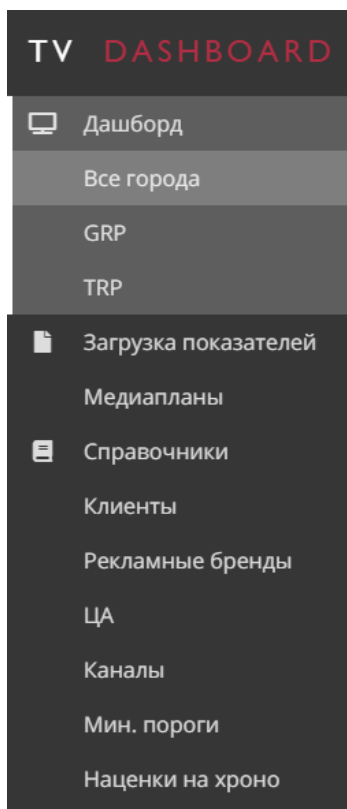 TV DASHBOARD
Дашборд
Все города
GRP
TRP
Загрузка показателей
Медиапланы
Справочники
Клиенты
Рекламные бренды
ЦА
Каналы
Мин. пороги
Наценки на хроно